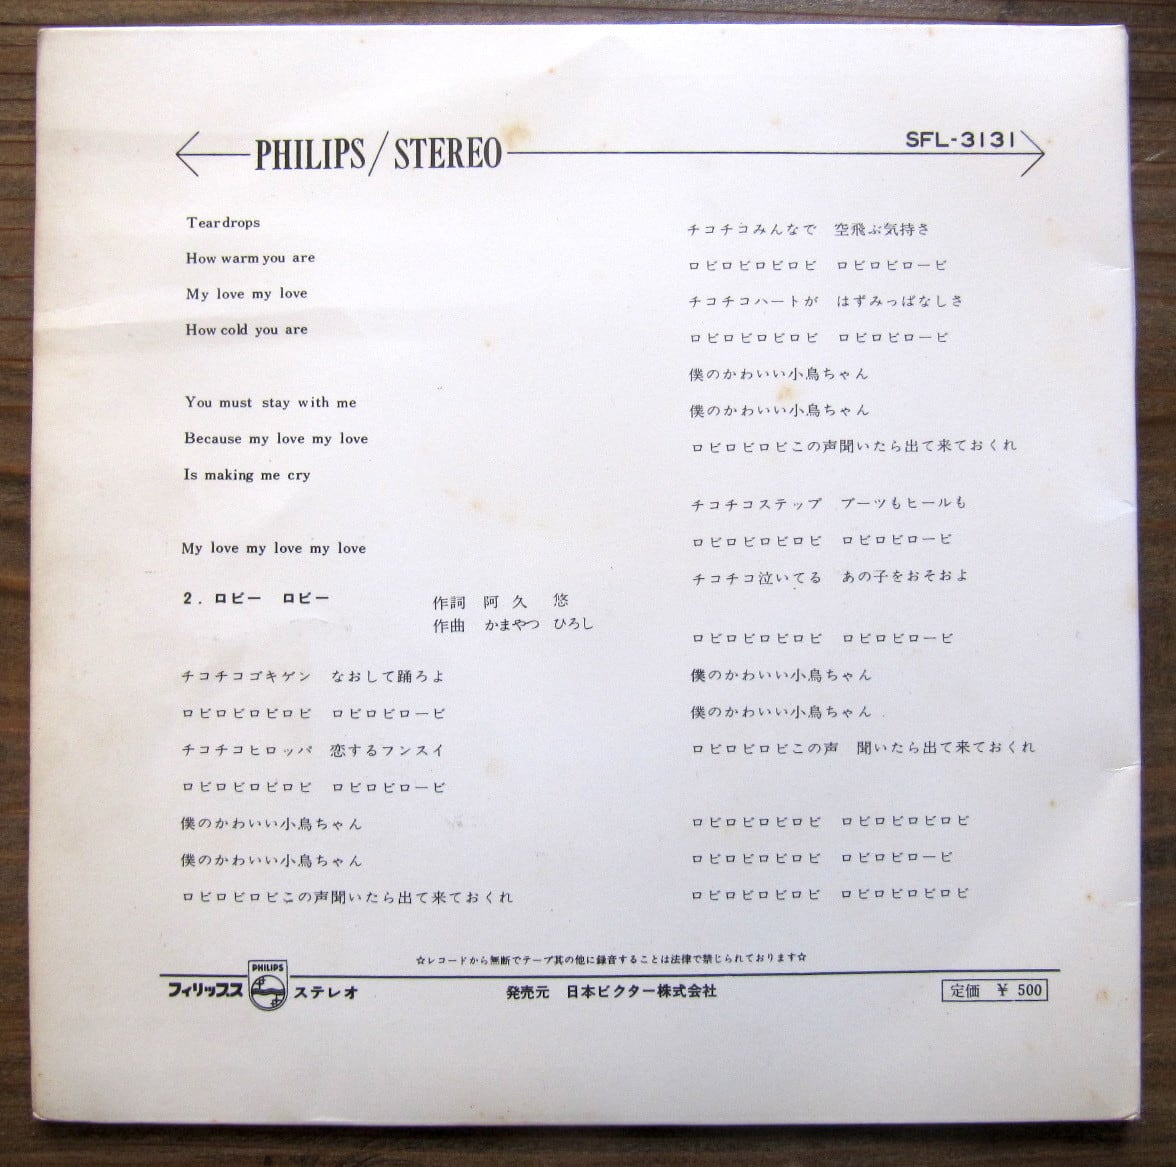 PHILIPS/STEREO
SFL-3131
Teardrops
How warm you are
My love my love
How cold you are
You must stay with me
Because my love my love
Is making me cry
My love my love my love
2. ロビー ロビー
作詞 阿久 悠
作曲 かまやつ ひろし
チコチコゴキゲン なおして踊ろよ
ロビロビロビロビ ロビロビロービ
チコチコヒロッパ 恋するフンスイ
ロビロビロビロビ ロビロビロービ
僕のかわいい小鳥ちゃん
僕のかわいい小鳥ちゃん
ロビロビロビこの声聞いたら出て来ておくれ
チコチコみんなで 空飛ぶ気持さ
ロビロビロビロビ ロビロビロービ
チコチコハートが はずみっぱなしさ
ロビロビロビロビ ロビロビロービ
僕のかわいい小鳥ちゃん
僕のかわいい小鳥ちゃん
ロビロビロビこの声聞いたら出て来ておくれ
チコチコステップ ブーツもヒールも
ロビロビロビロビ ロビロビロービ
チコチコ泣いてる あの子をおそおよ
ロビロビロビロビ ロビロビロービ
僕のかわいい小鳥ちゃん
僕のかわいい小鳥ちゃん
ロビロビロビこの声 聞いたら出て来ておくれ
ロビロビロビロビ ロビロビロビロビ
ロビロビロビロビ ロビロビロービ
ロビロビロビロビ ロビロビロビロビ
☆レコードから無断でテープ其の他に録音することは法律で禁じられております☆
フィリップス PHILIPS ステレオ
発売元 日本ビクター株式会社
定価 ¥ 500